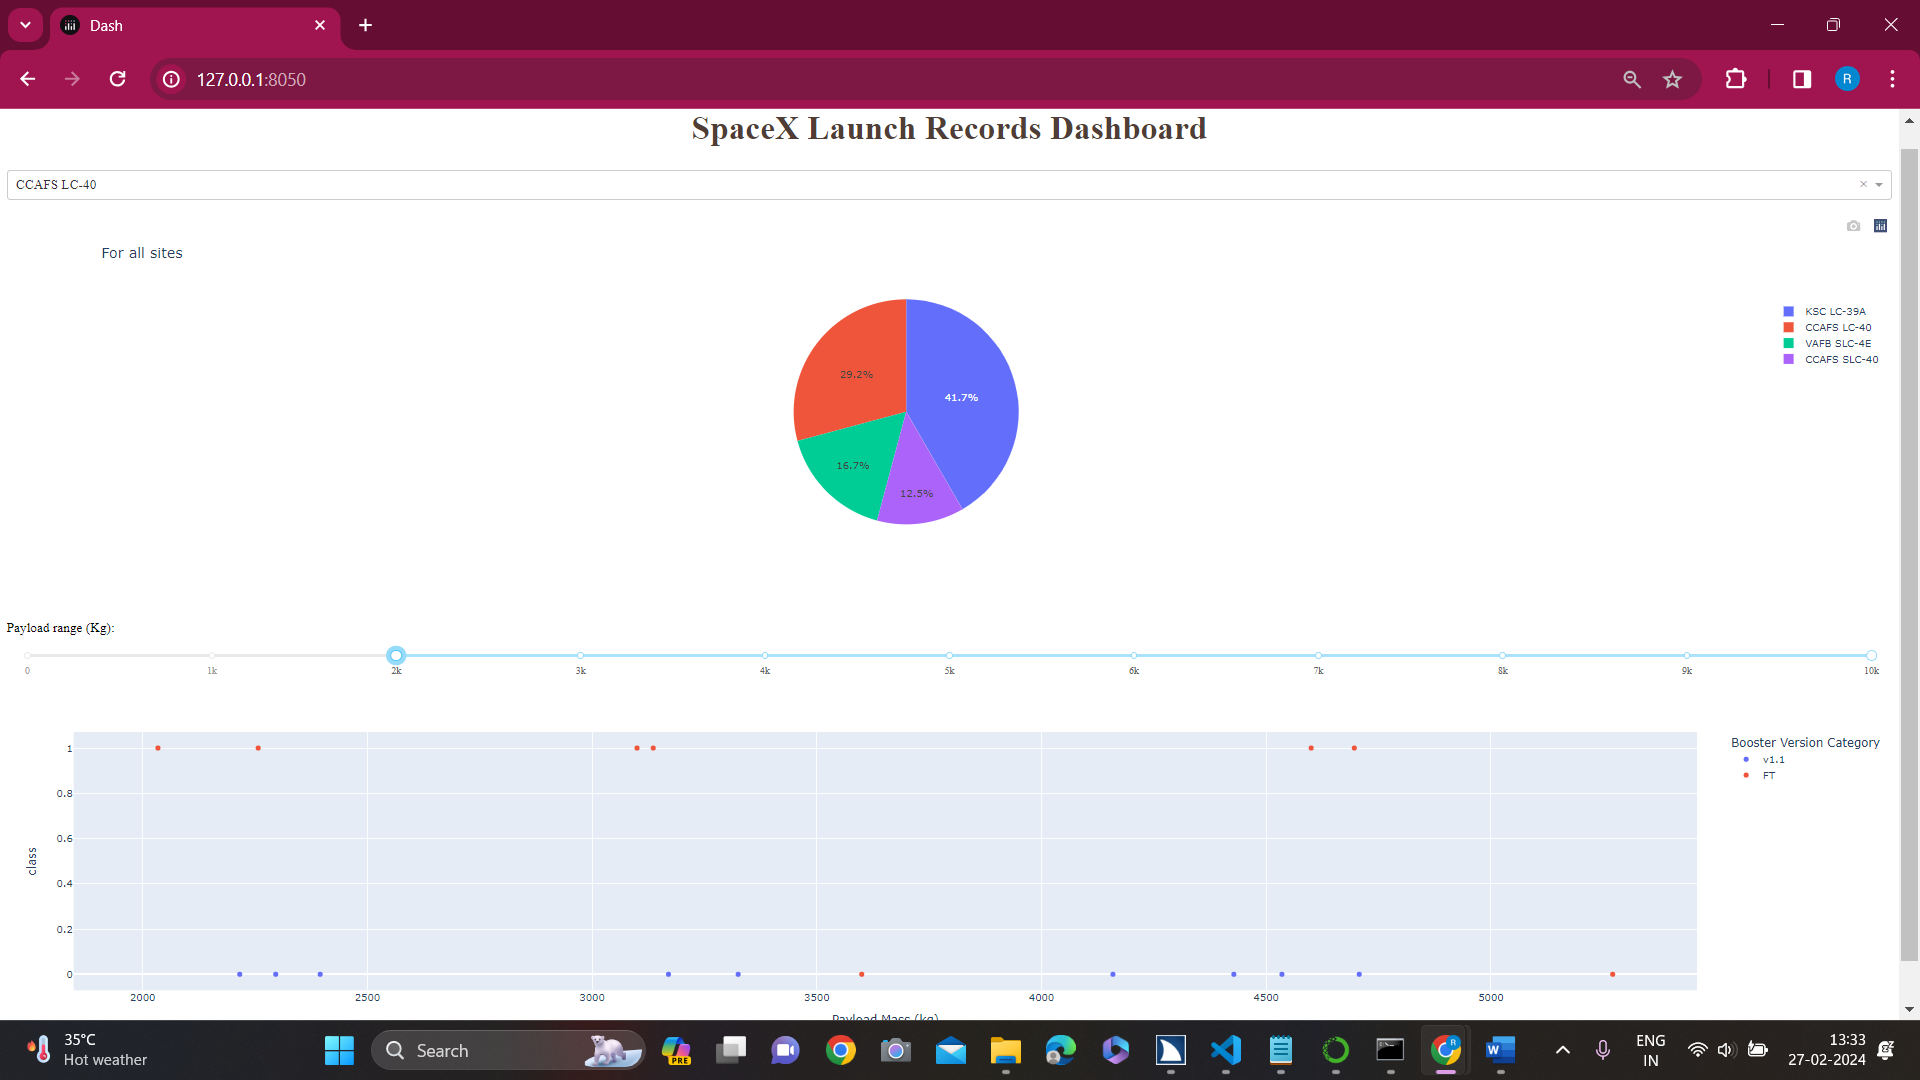 Dash
127.0.0.1:8050
R
SpaceX Launch Records Dashboard
CCAFS LC-40
For all sites
KSC LC-39A
CCAFS LC-40
VAFB SLC-4E
CCAFS SLC-40
29.2%
41.7%
16.7%
12.5%
Payload range (Kg):
0 1k 2k 3k 4k 5k 6k 7k 8k 9k 10k
Booster Version Category
v1.1
FT
1
0.8
0.6
0.4
0.2
0
class
2000 2500 3000 3500 4000 4500 5000
Payload Mass (kg)
35°C
Hot weather
Search
PRE
R
W
ENG
IN
13:33
27-02-2024